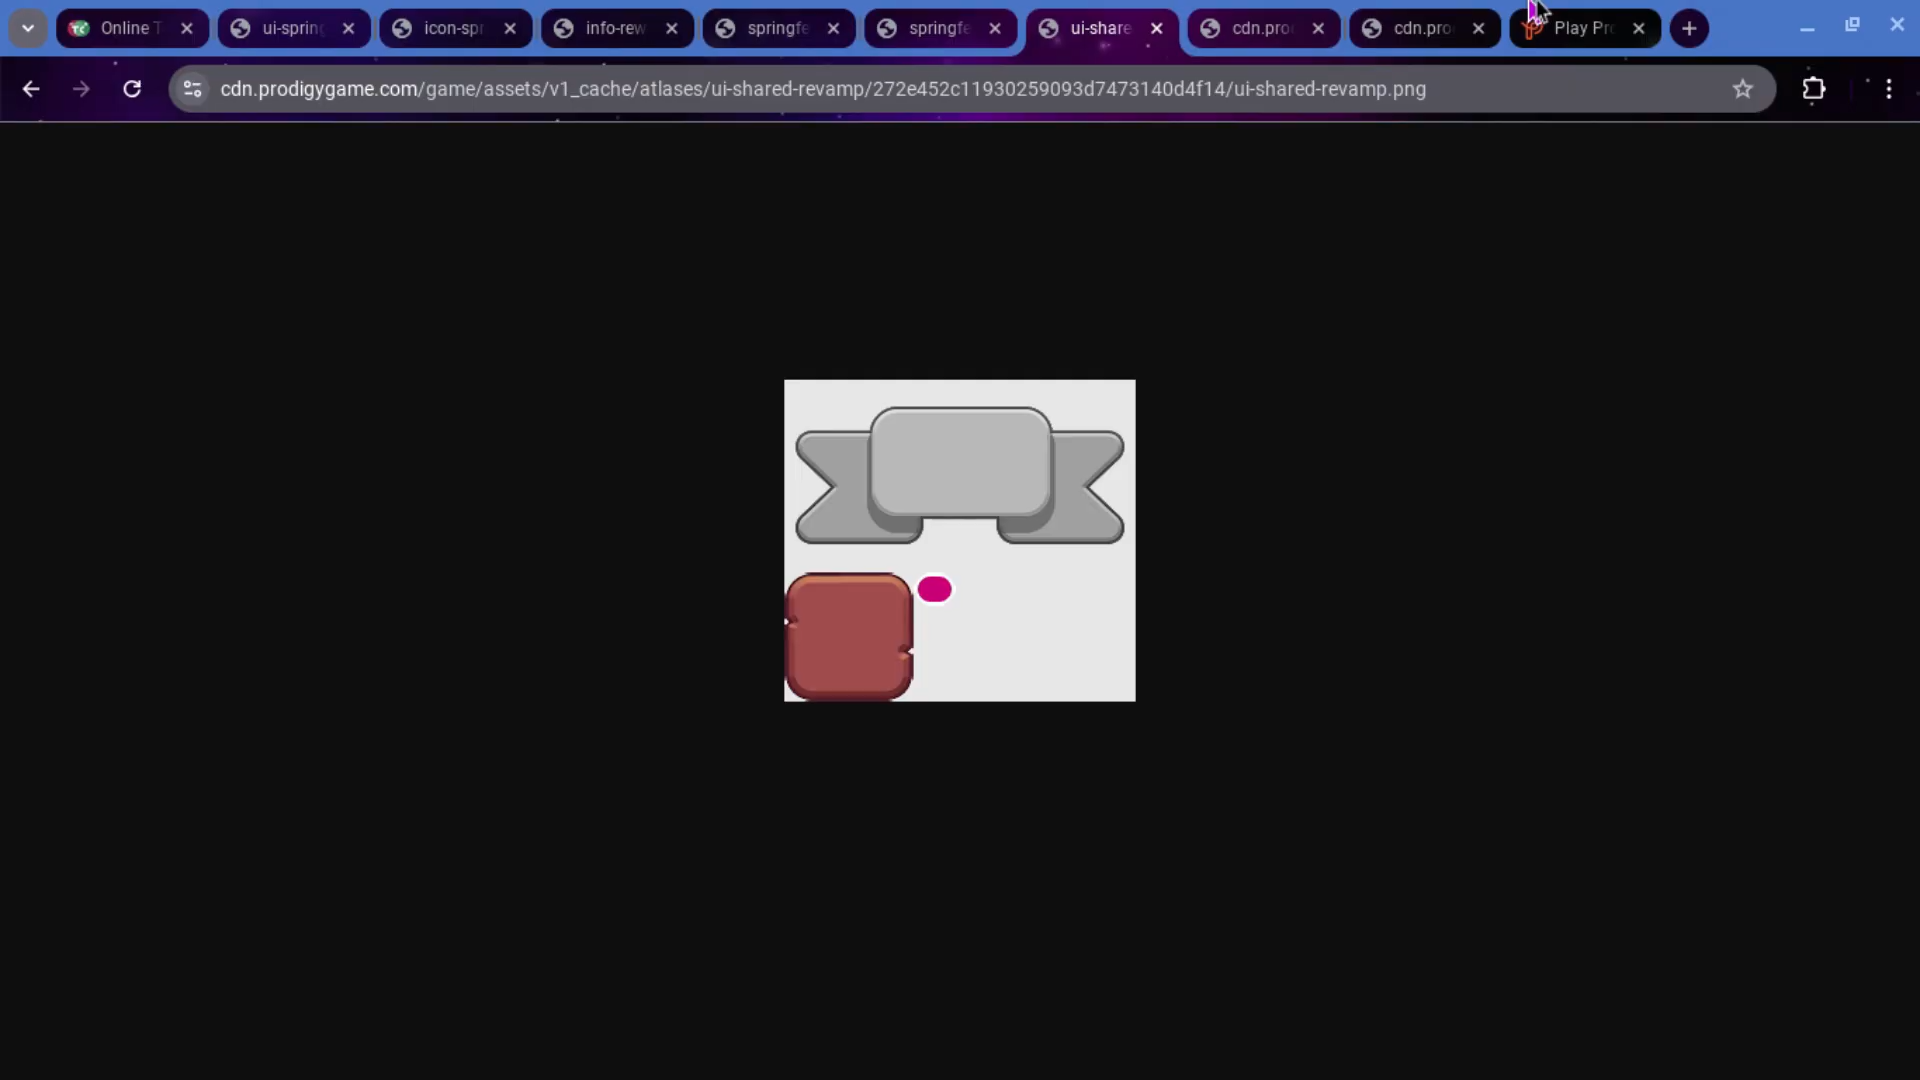 Online T
ui-spring
icon-spr
info-rew
springfe
springfe
ui-share
cdn.pro
cdn.pro
Play Pr
cdn.prodigygame.com/game/assets/v1_cache/atlases/ui-shared-revamp/272e452c11930259093d7473140d4f14/ui-shared-revamp.png